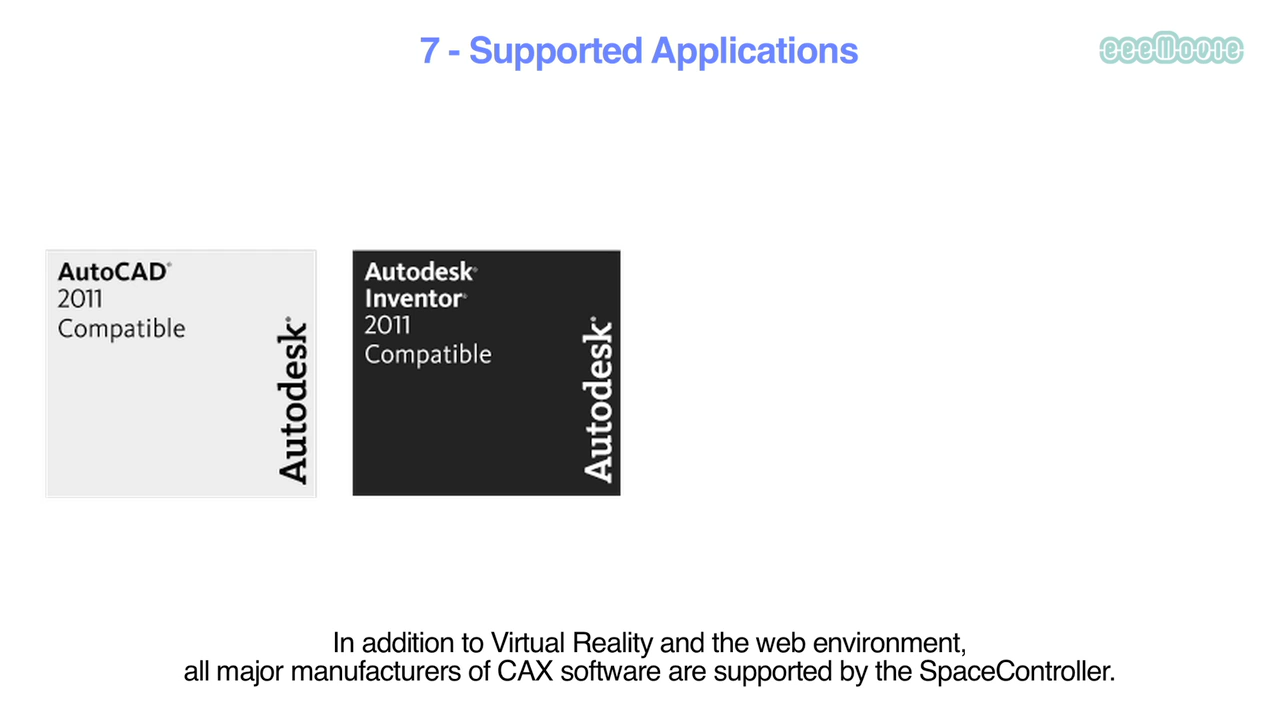 7 - Supported Applications
eeeMovie
AutoCAD®
2011
Compatible
Autodesk®
Autodesk®
Inventor®
2011
Compatible
Autodesk®
In addition to Virtual Reality and the web environment,
all major manufacturers of CAX software are supported by the SpaceController.